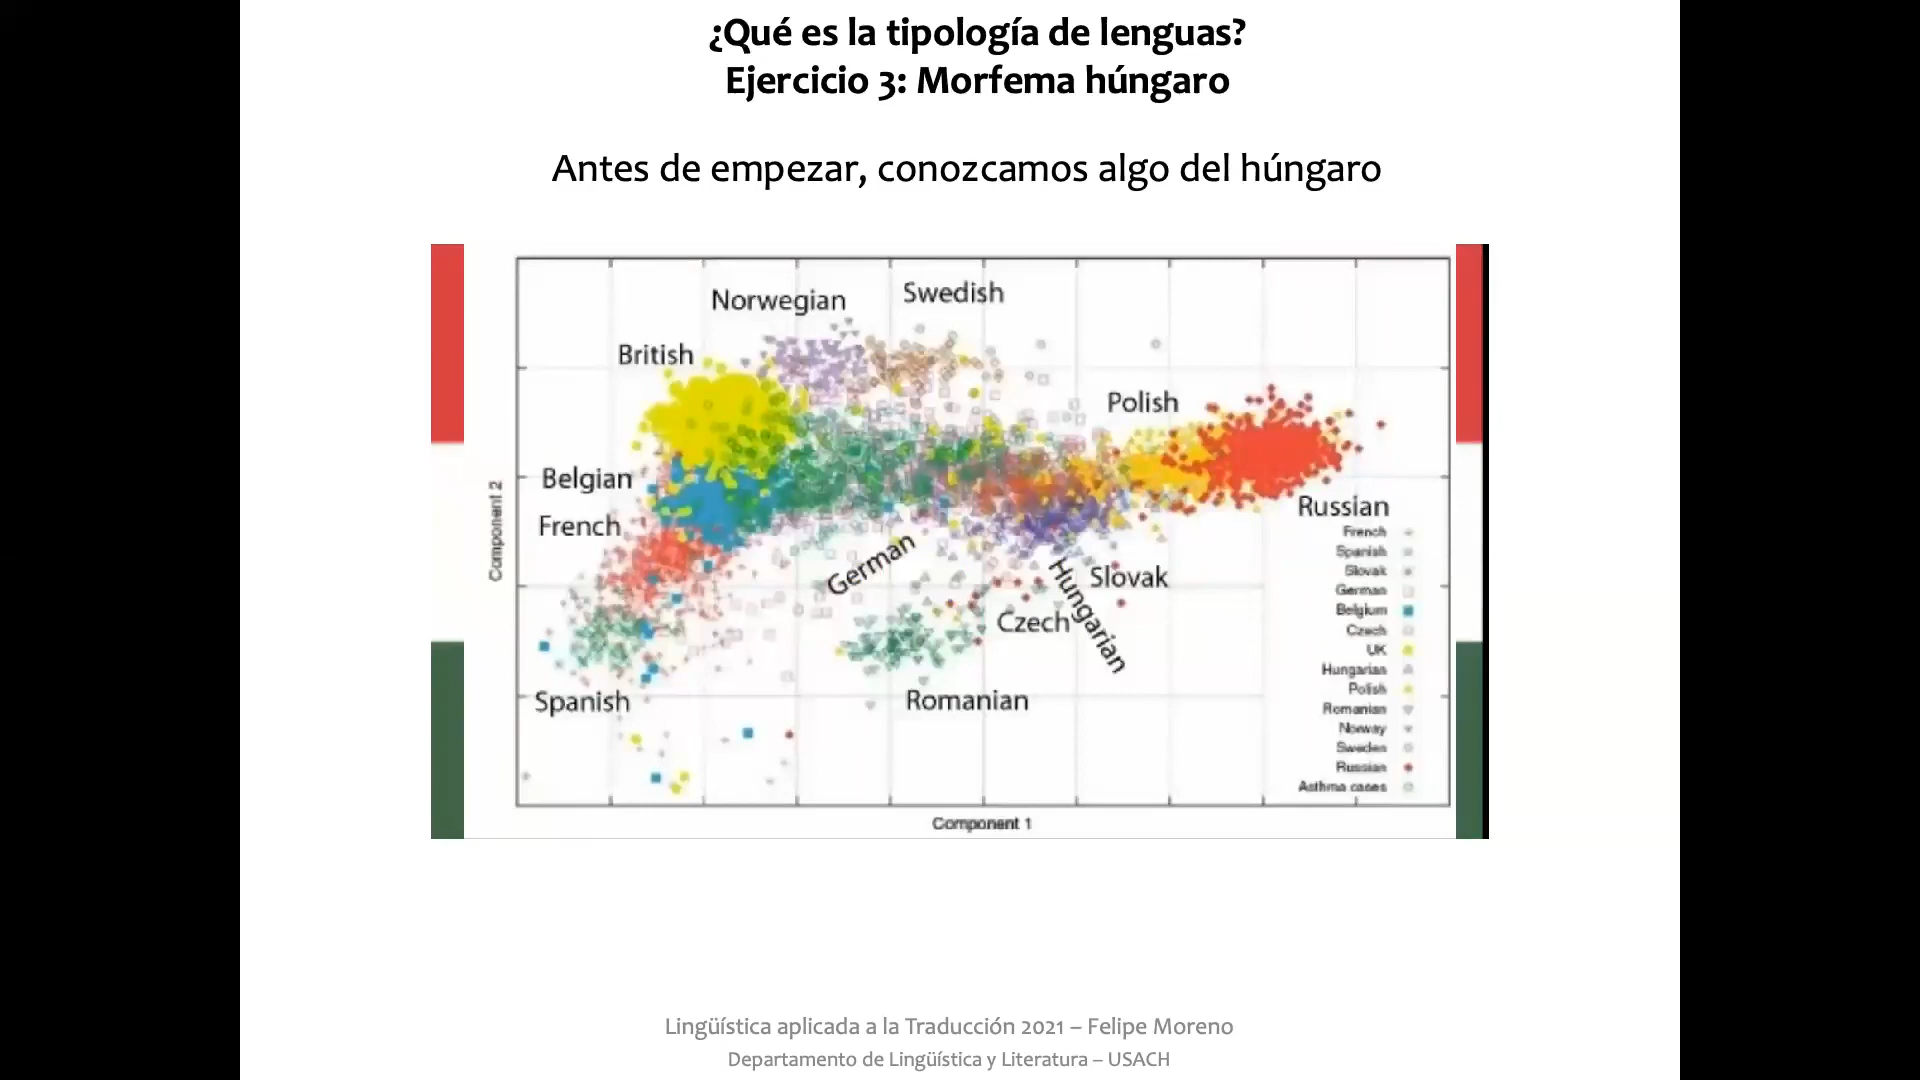 ¿Qué es la tipología de lenguas?
Ejercicio 3: Morfema húngaro
Antes de empezar, conozcamos algo del húngaro
Norwegian
Swedish
British
Polish
Belgian
French
Russian
German
Hungarian
Slovak
Czech
Spanish
Romanian
Component 2
French
Spanish
Slovak
German
Belgium
Czech
UK
Hungarian
Polish
Romanian
Norway
Sweden
Russian
Asthma cases
Component 1
Lingüística aplicada a la Traducción 2021 – Felipe Moreno
Departamento de Lingüística y Literatura – USACH